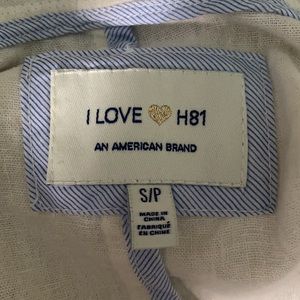 I LOVE H81
AN AMERICAN BRAND
S/P
MADE IN
CHINA
FABRIQUÉ
EN CHINE